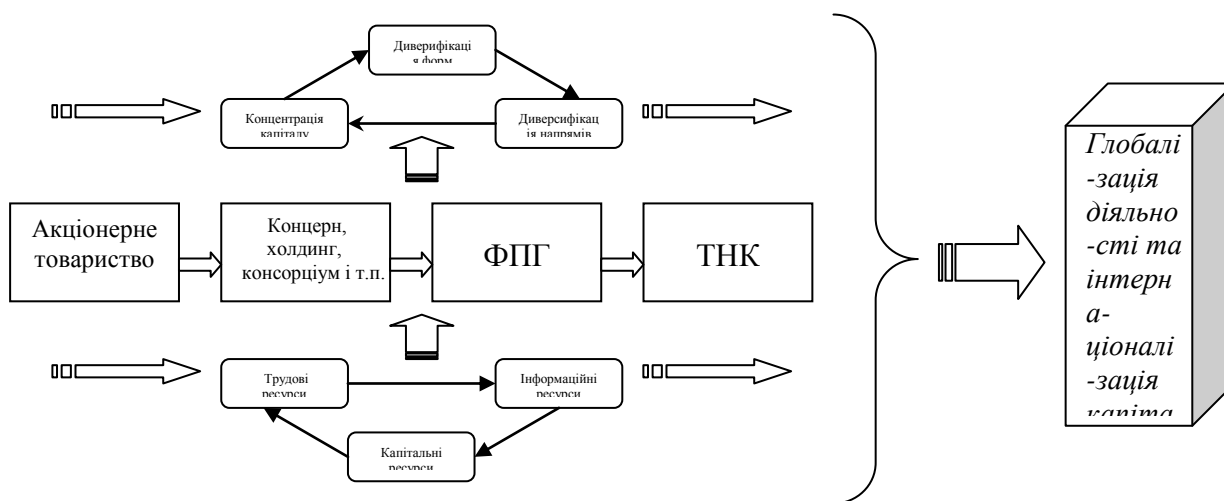 Диверифікаці
я форм
Концентрація
капіталу
Диверсифікац
ія напрямів
Акціонерне
товариство
Концерн,
холдинг,
консорціум і т.п.
ФПГ
ТНК
Трудові
ресурси
Інформаційні
ресурси
Капітальні
ресурси
Глобалі
-зація
діяльно
-сті та
інтерн
а-
ціоналі
-зація
капіта